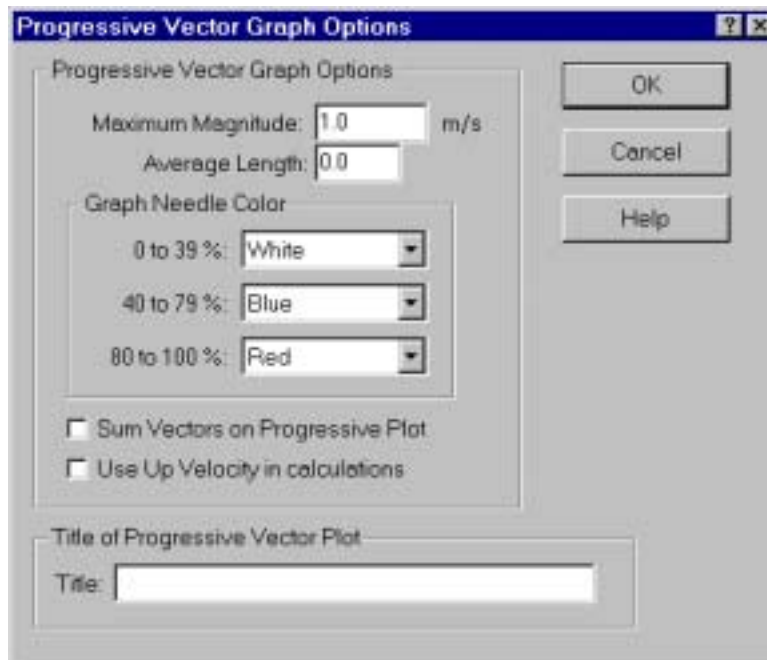 Progressive Vector Graph Options
Progressive Vector Graph Options
Maximum Magnitude: 1.0 m/s
Average Length: 0.0
Graph Needle Color
0 to 39 %: White
40 to 79 %: Blue
80 to 100 %: Red
Sum Vectors on Progressive Plot
Use Up Velocity in calculations
OK
Cancel
Help
Title of Progressive Vector Plot
Title: